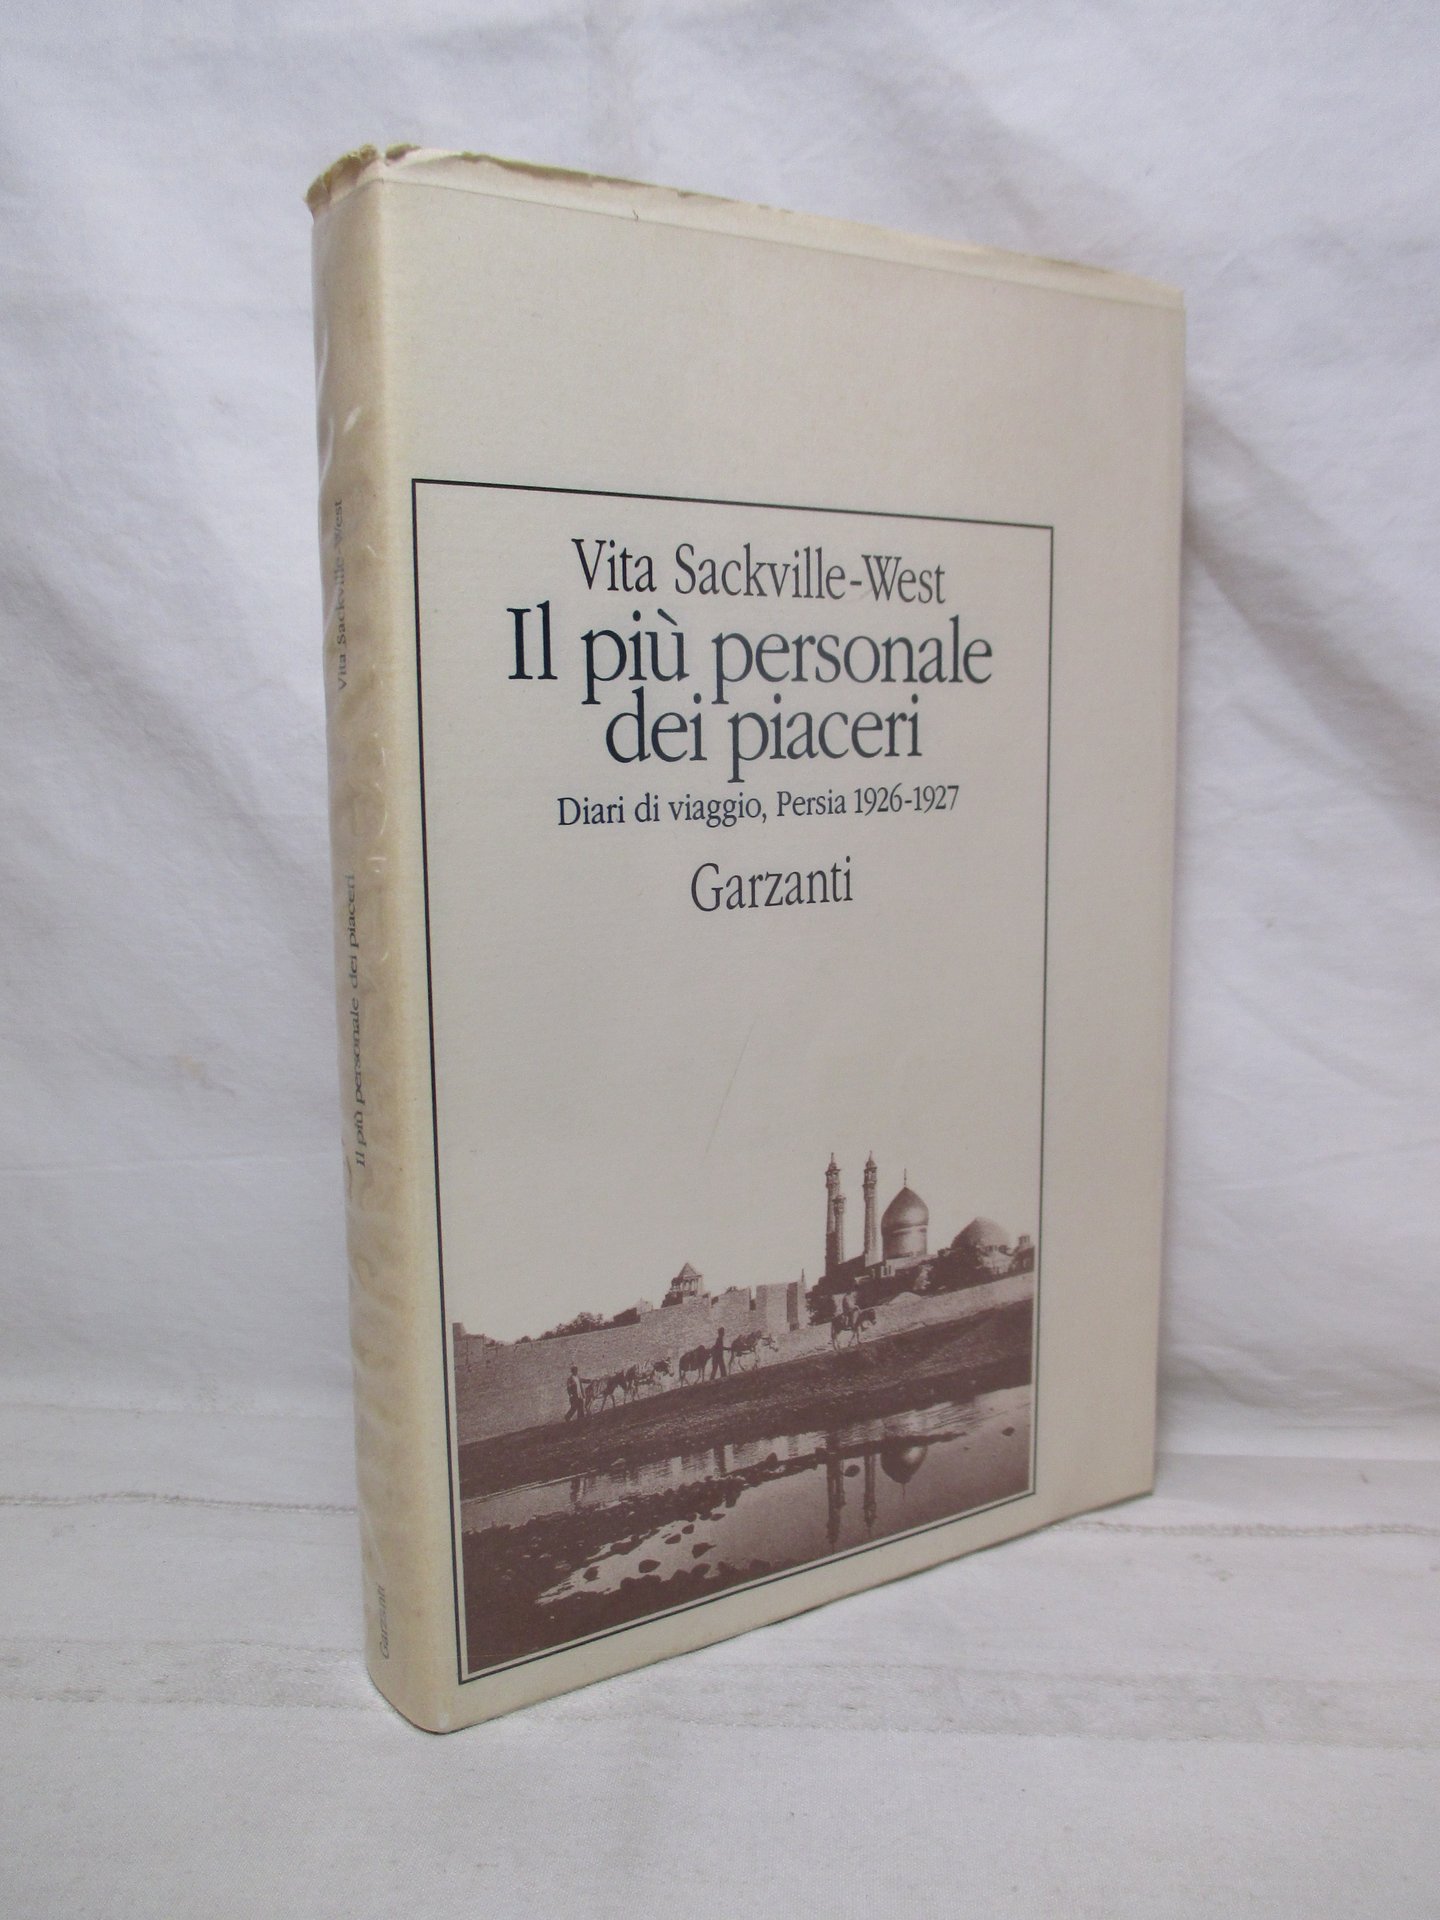 Vita Sackville-West
Il più personale
dei piaceri
Diari di viaggio, Persia 1926-1927
Garzanti
Vita Sackville-West
Il più personale dei piaceri
Garzanti